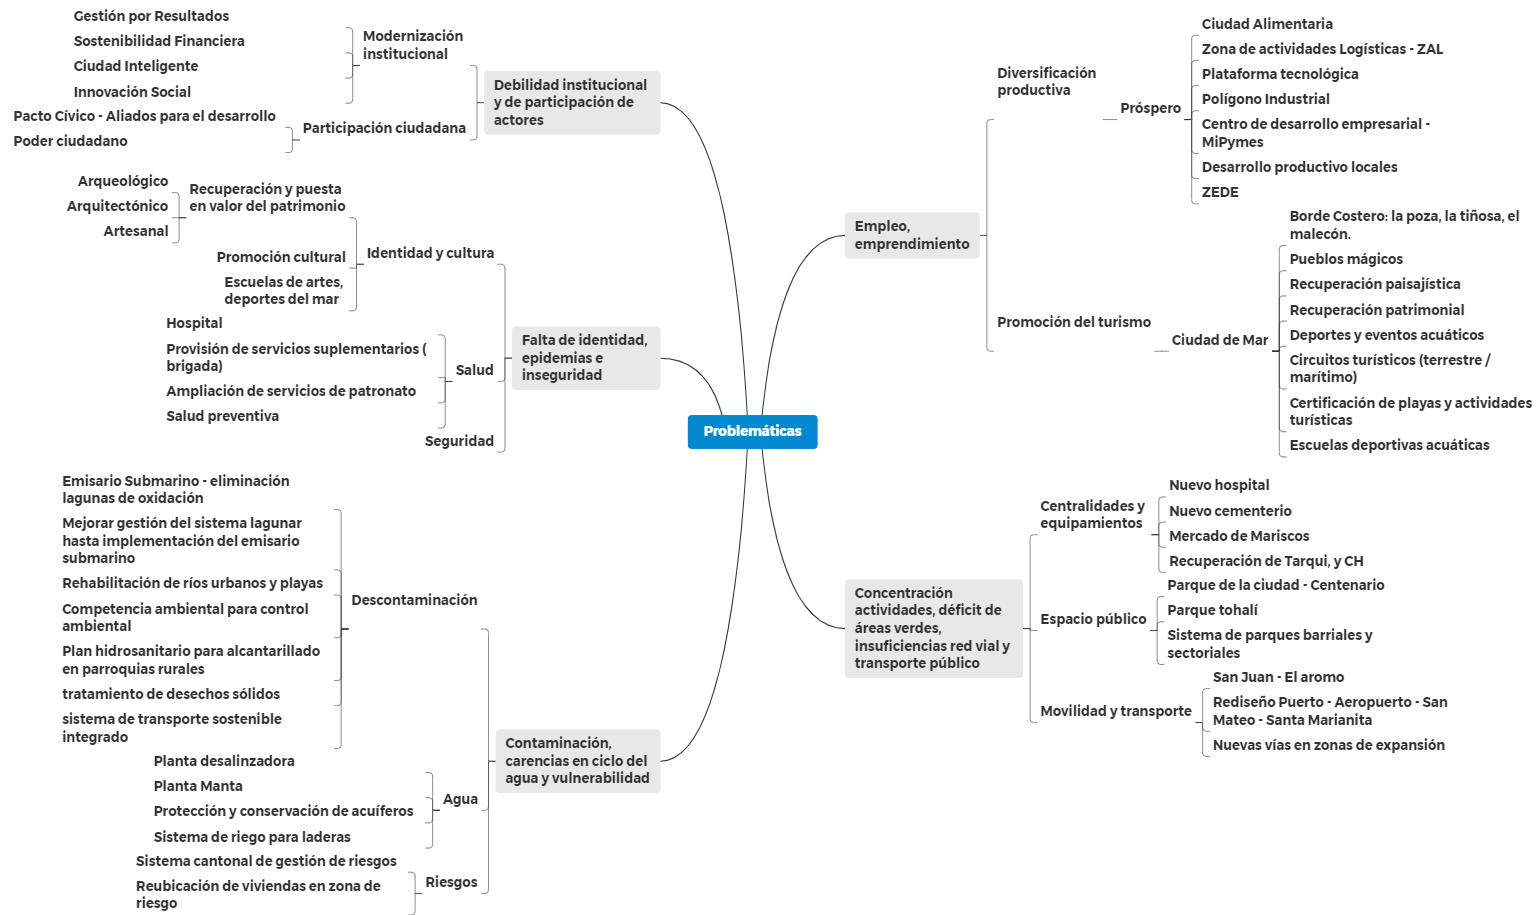 Problemáticas
Debilidad institucional
y de participación de
actores
Modernización
institucional
Gestión por Resultados
Sostenibilidad Financiera
Ciudad Inteligente
Innovación Social
Participación ciudadana
Pacto Cívico - Aliados para el desarrollo
Poder ciudadano
Falta de identidad,
epidemias e
inseguridad
Identidad y cultura
Recuperación y puesta
en valor del patrimonio
Arqueológico
Arquitectónico
Artesanal
Promoción cultural
Escuelas de artes,
deportes del mar
Salud
Hospital
Provisión de servicios suplementarios (
brigada)
Ampliación de servicios de patronato
Salud preventiva
Seguridad
Contaminación,
carencias en ciclo del
agua y vulnerabilidad
Descontaminación
Emisario Submarino - eliminación
lagunas de oxidación
Mejorar gestión del sistema lagunar
hasta implementación del emisario
submarino
Rehabilitación de ríos urbanos y playas
Competencia ambiental para control
ambiental
Plan hidrosanitario para alcantarillado
en parroquias rurales
tratamiento de desechos sólidos
sistema de transporte sostenible
integrado
Agua
Planta desalinzadora
Planta Manta
Protección y conservación de acuíferos
Sistema de riego para laderas
Riesgos
Sistema cantonal de gestión de riesgos
Reubicación de viviendas en zona de
riesgo
Empleo,
emprendimiento
Diversificación
productiva
Próspero
Ciudad Alimentaria
Zona de actividades Logísticas - ZAL
Plataforma tecnológica
Polígono Industrial
Centro de desarrollo empresarial -
MiPymes
Desarrollo productivo locales
ZEDE
Promoción del turismo
Ciudad de Mar
Borde Costero: la poza, la tiñosa, el
malecón.
Pueblos mágicos
Recuperación paisajística
Recuperación patrimonial
Deportes y eventos acuáticos
Circuitos turísticos (terrestre /
marítimo)
Certificación de playas y actividades
turísticas
Escuelas deportivas acuáticas
Concentración
actividades, déficit de
áreas verdes,
insuficiencias red vial y
transporte público
Centralidades y
equipamientos
Nuevo hospital
Nuevo cementerio
Mercado de Mariscos
Recuperación de Tarqui, y CH
Espacio público
Parque de la ciudad - Centenario
Parque tohalí
Sistema de parques barriales y
sectoriales
Movilidad y transporte
San Juan - El aromo
Rediseño Puerto - Aeropuerto - San
Mateo - Santa Marianita
Nuevas vías en zonas de expansión